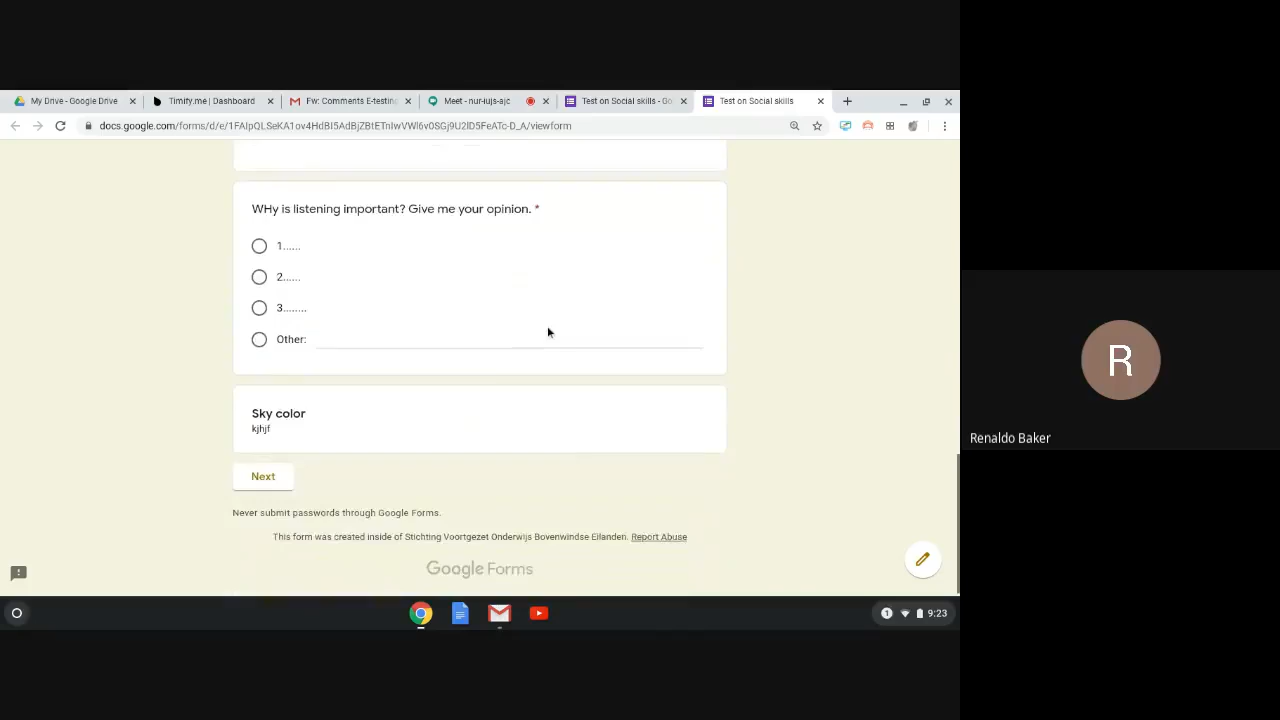 My Drive - Google Drive
Timify.me | Dashboard
Fw: Comments E-testing
Meet - nur-iujs-ajc
Test on Social skills - Go
Test on Social skills
docs.google.com/forms/d/e/1FAIpQLSeKA1ov4HdBI5AdBjZBtETnIwVWl6v0SGj9U2lD5FeATc-D_A/viewform
WHy is listening important? Give me your opinion. *
1......
2......
3........
Other:
Sky color
kjhjf
Next
Never submit passwords through Google Forms.
This form was created inside of Stichting Voortgezet Onderwijs Bovenwindse Eilanden. Report Abuse
Google Forms
1
9:23
R
Renaldo Baker